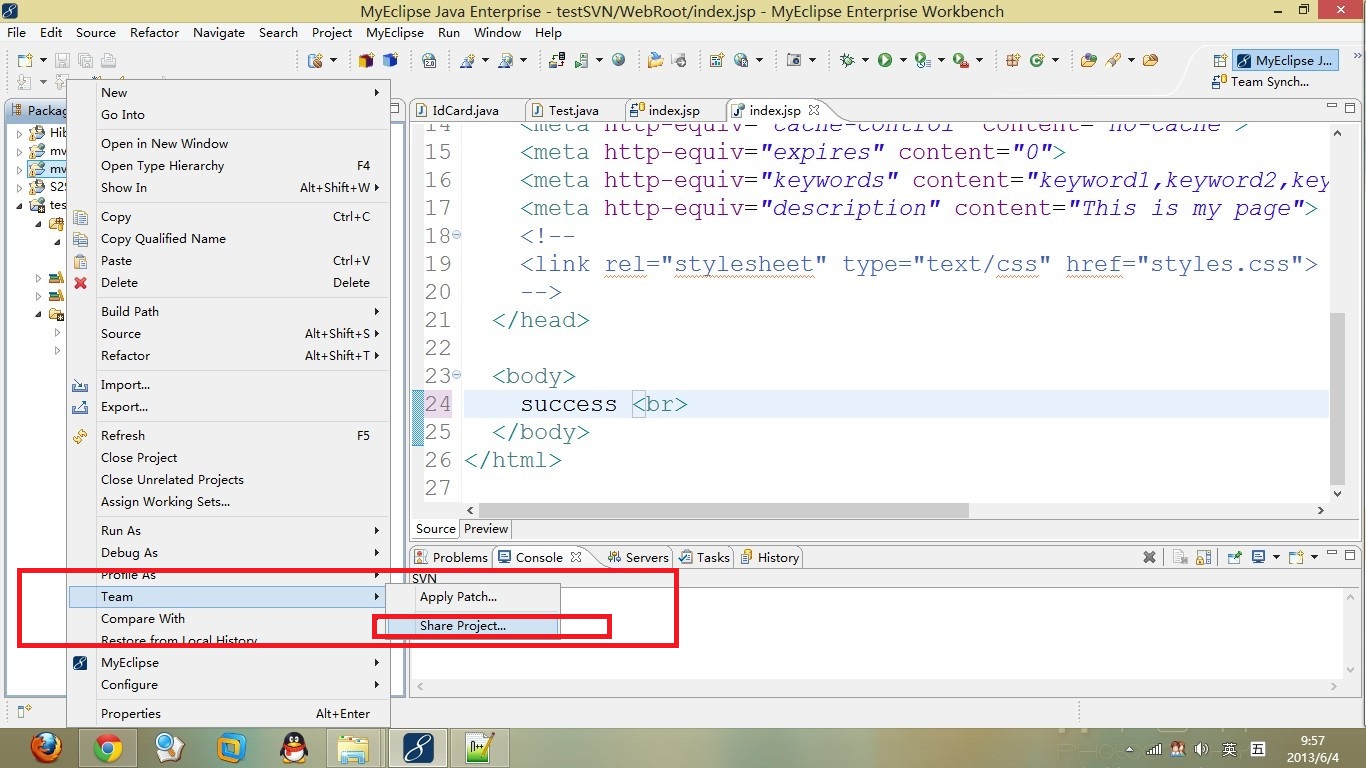 MyEclipse Java Enterprise - testSVN/WebRoot/index.jsp - MyEclipse Enterprise Workbench
File Edit Source Refactor Navigate Search Project MyEclipse Run Window Help
MyEclipse J...
Team Synch...
Packag
Hib
mv
mv
S2S
tes
New
Go Into
Open in New Window
Open Type Hierarchy F4
Show In Alt+Shift+W
Copy Ctrl+C
Copy Qualified Name
Paste Ctrl+V
Delete Delete
Build Path
Source Alt+Shift+S
Refactor Alt+Shift+T
Import...
Export...
Refresh F5
Close Project
Close Unrelated Projects
Assign Working Sets...
Run As
Debug As
Profile As
Team
Compare With
Restore from Local History
MyEclipse
Configure
Properties Alt+Enter
Apply Patch...
Share Project...
IdCard.java Test.java index.jsp index.jsp
14 <meta http-equiv="cache-control" content="no-cache">
15 <meta http-equiv="expires" content="0">
16 <meta http-equiv="keywords" content="keyword1,keyword2,key
17 <meta http-equiv="description" content="This is my page">
18 <!--
19 <link rel="stylesheet" type="text/css" href="styles.css">
20 -->
21 </head>
22
23 <body>
24 success <br>
25 </body>
26 </html>
27
Source Preview
Problems Console Servers Tasks History
SVN
英 五
9:57
2013/6/4